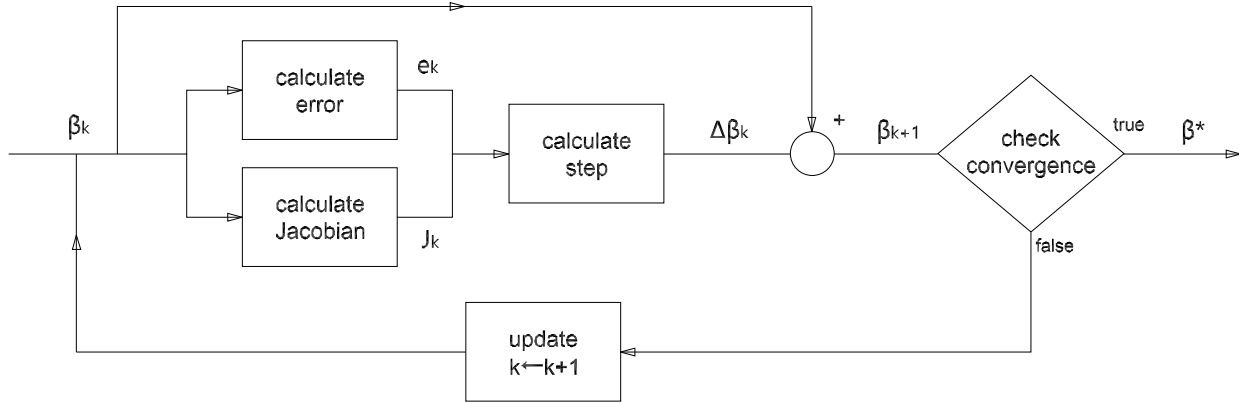 βk
calculate
error
ek
calculate
Jacobian
Jk
calculate
step
Δβk
+
βk+1
check
convergence
true
β*
false
update
k←k+1